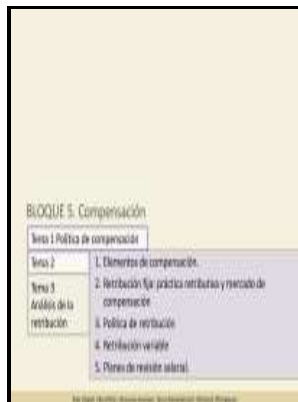 BLOQUE 5. Compensación
Tema 1 Política de compensación
Tema 2
1. Elementos de compensación.
2. Retribución fija: práctica retributiva y mercado de
compensación
Tema 3
Análisis de la
retribución
3. Política de retribución
4. Retribución variable
5. Planes de revisión salarial.